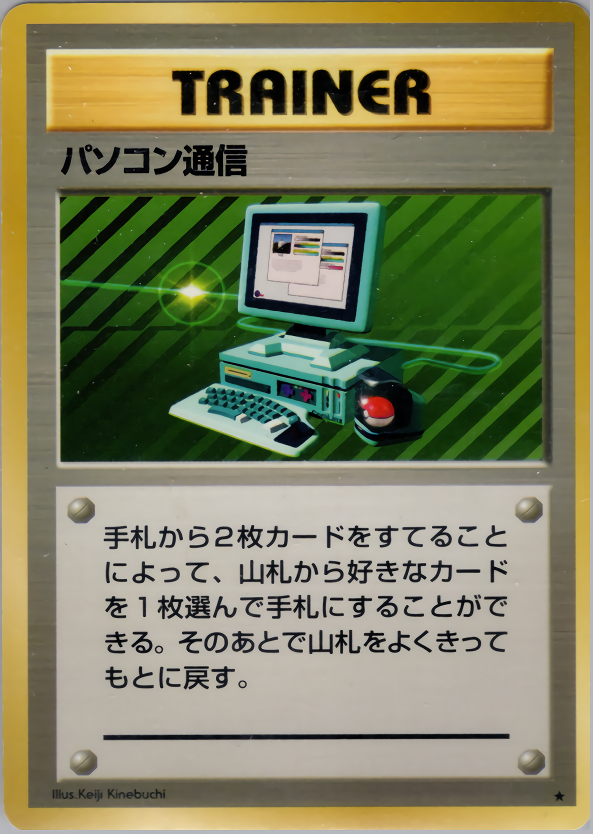 TRAINER
パソコン通信
手札から２枚カードをすてること
によって、山札から好きなカード
を１枚選んで手札にすることがで
きる。そのあとで山札をよくきって
もとに戻す。
Illus.Keiji Kinebuchi
★